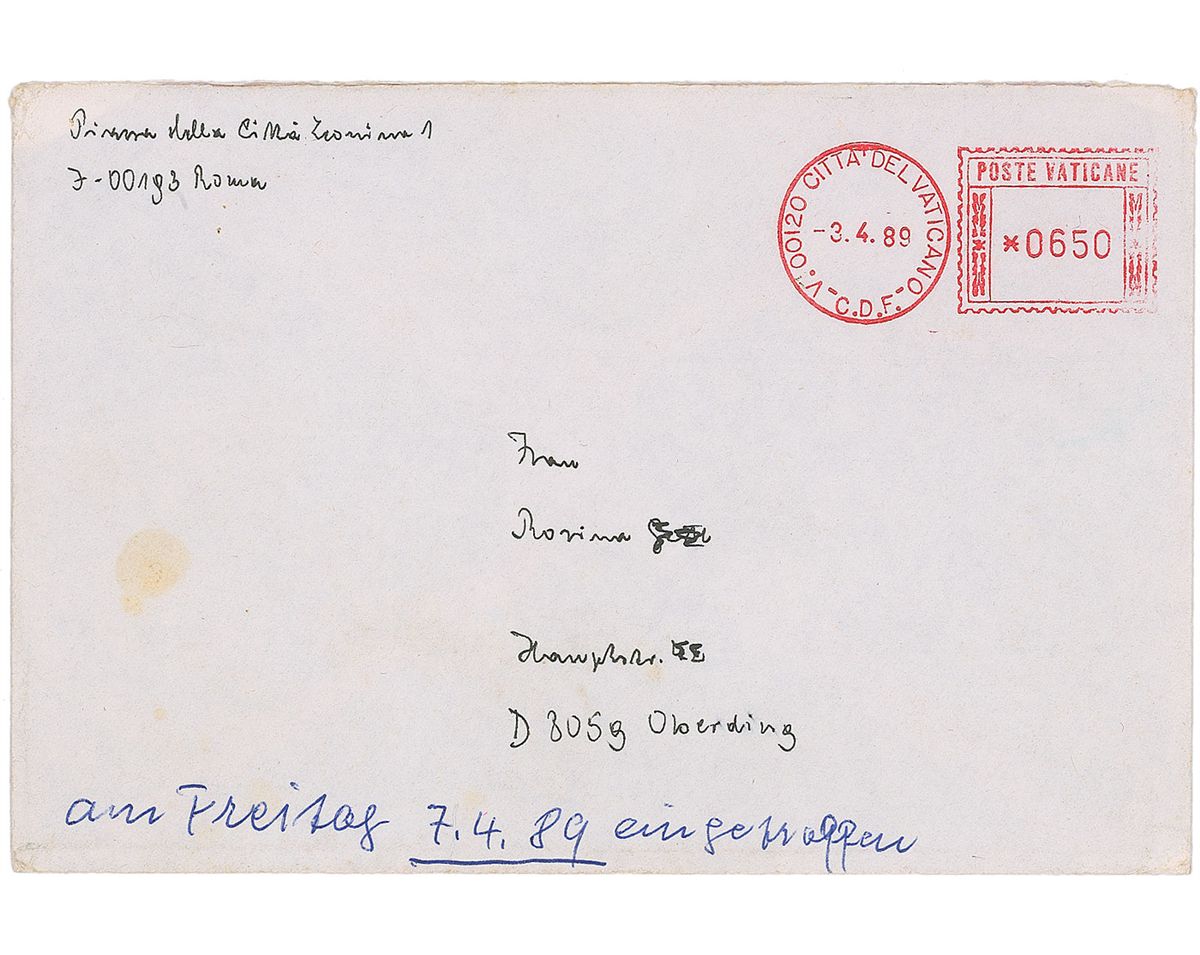 Piazza della Città Leonina 1
I-00193 Roma
V-00120 CITTA' DEL VATICANO
-3.4.89
-C.D.F.-
POSTE VATICANE
*0650
Frau
Rosina
Hauptstr.
D 8059 Oberding
am Freitag 7.4.89 eingetroffen